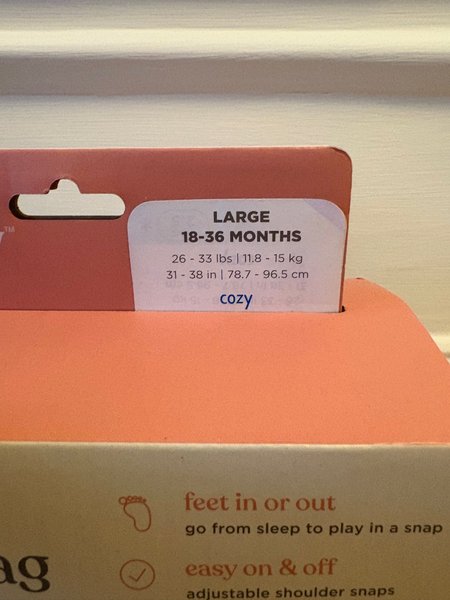 TM
LARGE
18-36 MONTHS
26 - 33 lbs | 11.8 - 15 kg
31 - 38 in | 78.7 - 96.5 cm
cozy
feet in or out
go from sleep to play in a snap
ag
easy on & off
adjustable shoulder snaps